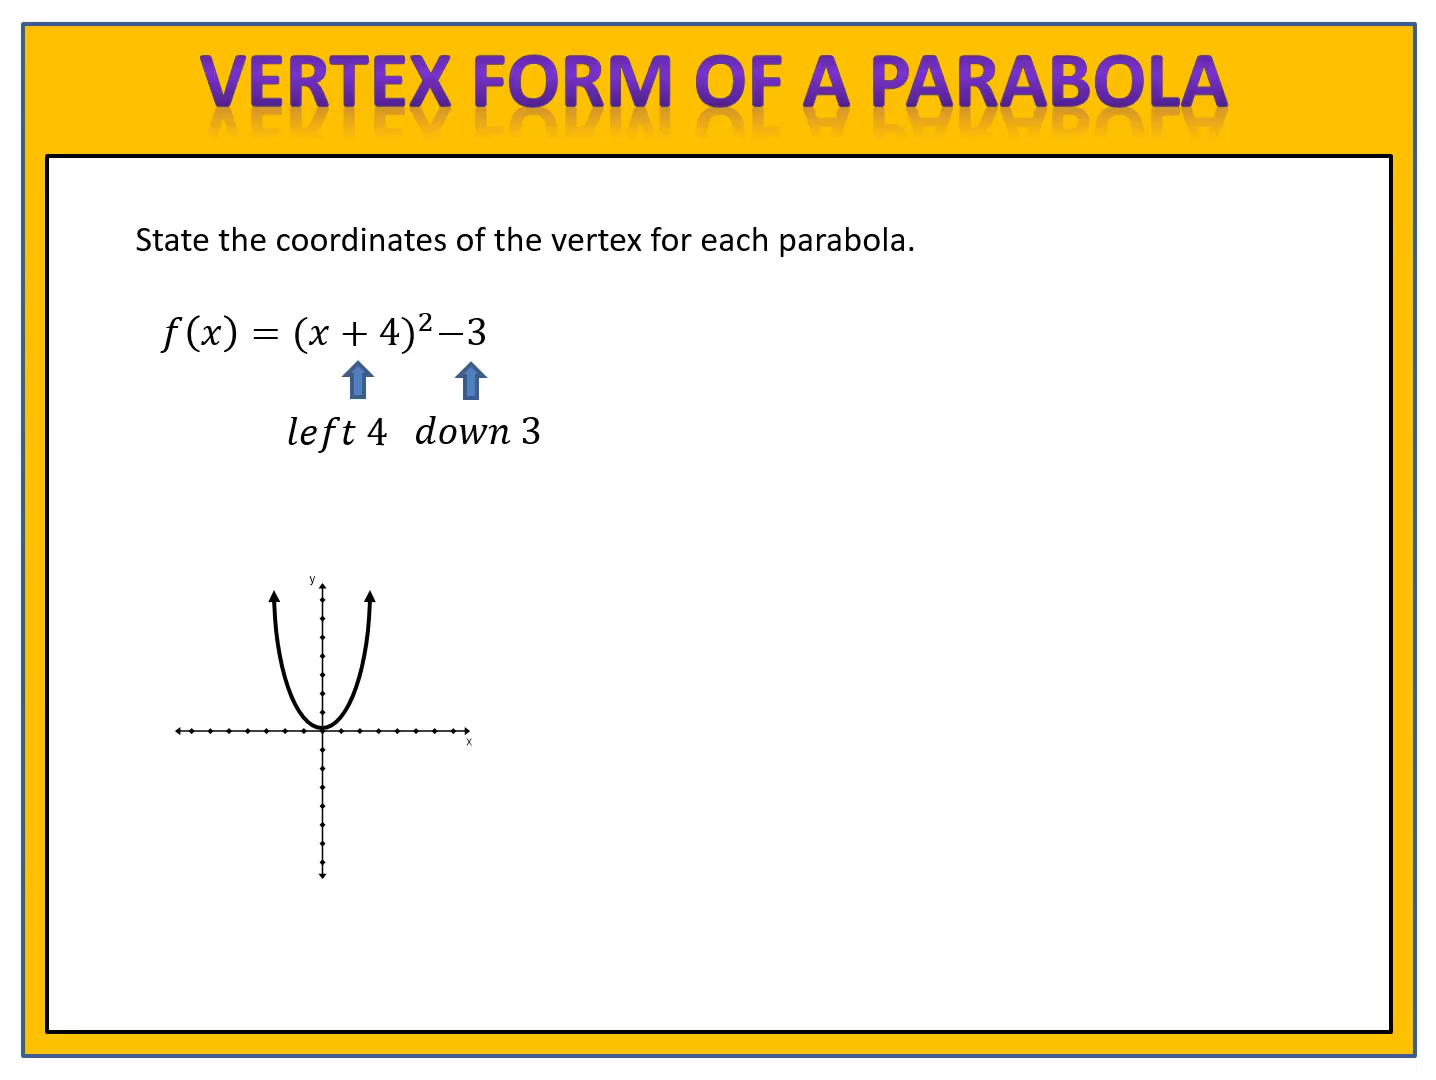 VERTEX FORM OF A PARABOLA
State the coordinates of the vertex for each parabola.
f(x) = (x + 4)²−3
left 4 down 3
y
x